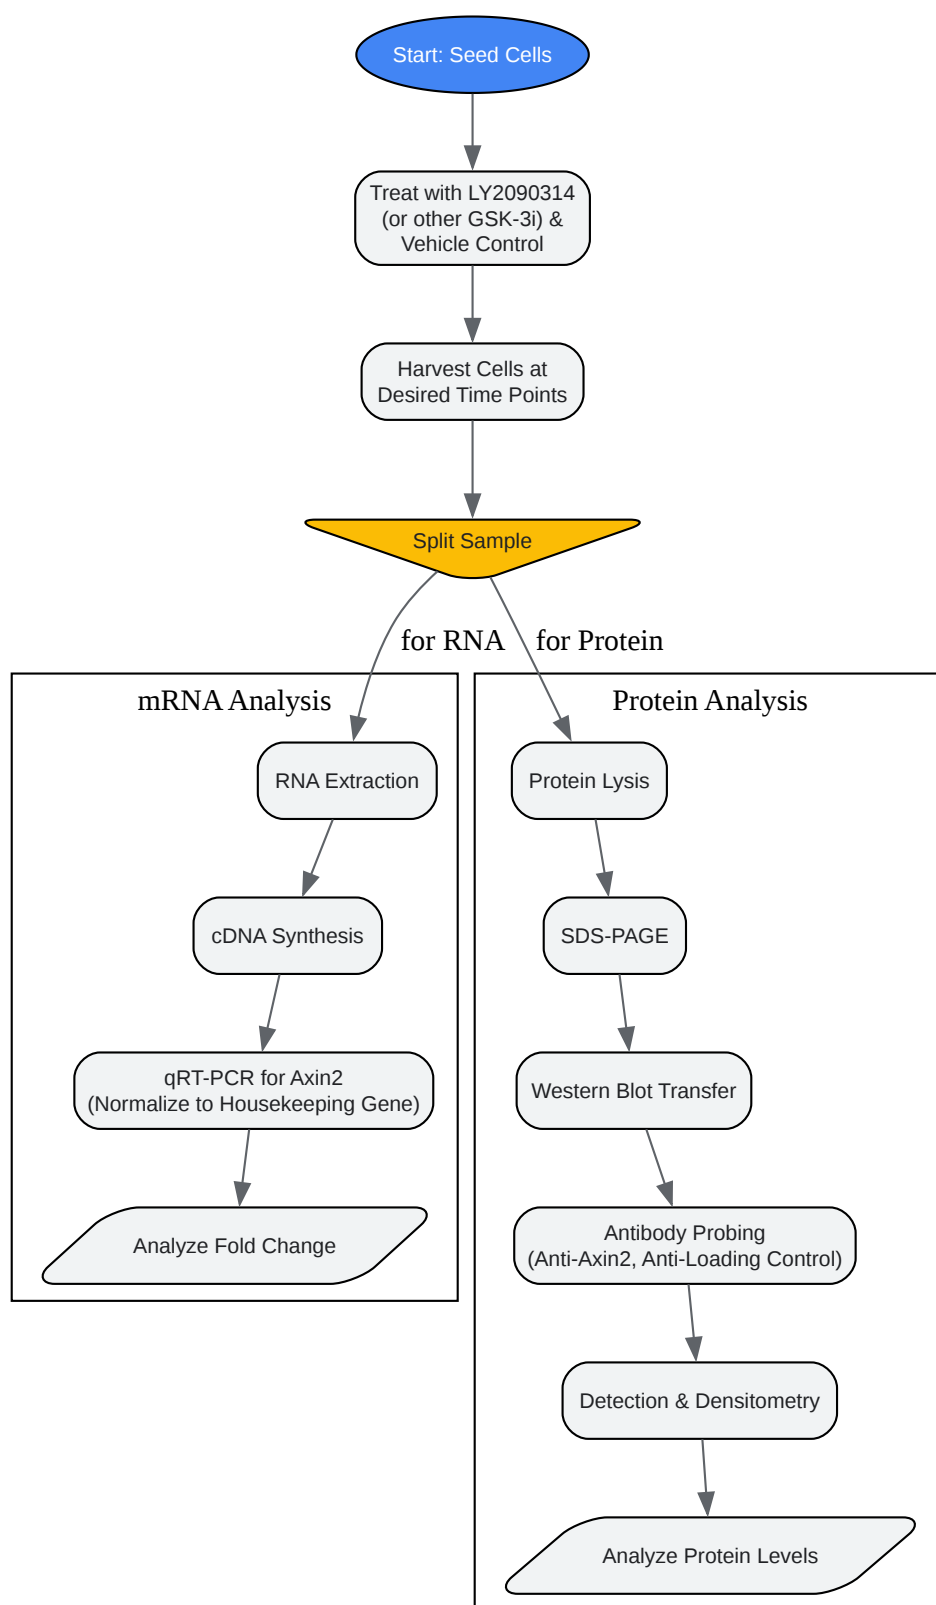 Start: Seed Cells
Treat with LY2090314
(or other GSK-3i) &
Vehicle Control
Harvest Cells at
Desired Time Points
Split Sample
for RNA
for Protein
mRNA Analysis
RNA Extraction
cDNA Synthesis
qRT-PCR for Axin2
(Normalize to Housekeeping Gene)
Analyze Fold Change
Protein Analysis
Protein Lysis
SDS-PAGE
Western Blot Transfer
Antibody Probing
(Anti-Axin2, Anti-Loading Control)
Detection & Densitometry
Analyze Protein Levels